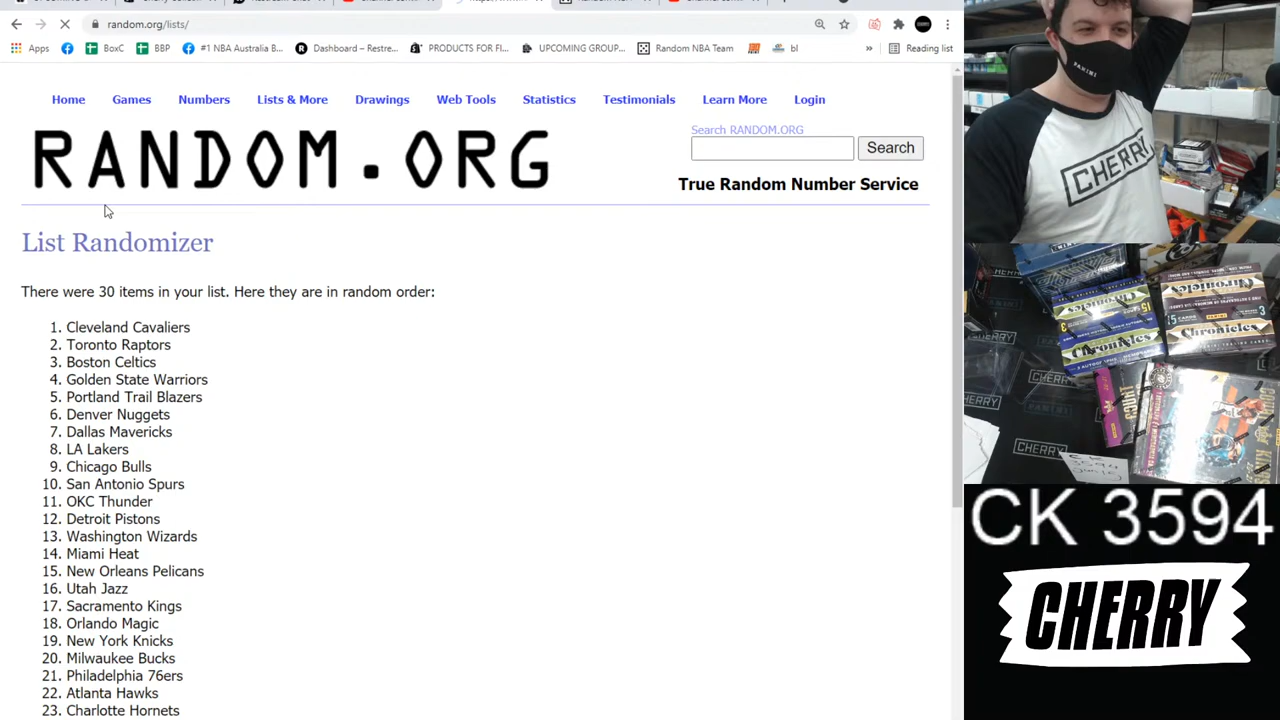 random.org/lists/
Apps
BoxC
BBP
#1 NBA Australia B...
Dashboard – Restre...
PRODUCTS FOR FI...
UPCOMING GROUP...
Random NBA Team
bl
»
Reading list
Home
Games
Numbers
Lists & More
Drawings
Web Tools
Statistics
Testimonials
Learn More
Login
RANDOM.ORG
Search RANDOM.ORG
Search
True Random Number Service
List Randomizer
There were 30 items in your list. Here they are in random order:
1. Cleveland Cavaliers
2. Toronto Raptors
3. Boston Celtics
4. Golden State Warriors
5. Portland Trail Blazers
6. Denver Nuggets
7. Dallas Mavericks
8. LA Lakers
9. Chicago Bulls
10. San Antonio Spurs
11. OKC Thunder
12. Detroit Pistons
13. Washington Wizards
14. Miami Heat
15. New Orleans Pelicans
16. Utah Jazz
17. Sacramento Kings
18. Orlando Magic
19. New York Knicks
20. Milwaukee Bucks
21. Philadelphia 76ers
22. Atlanta Hawks
23. Charlotte Hornets
PANINI
CHERRY
Chronicles
Chronicles
Chronicles
Chronicles
CHERRY
CHERRY
CK
3594
CK 3594
CHERRY